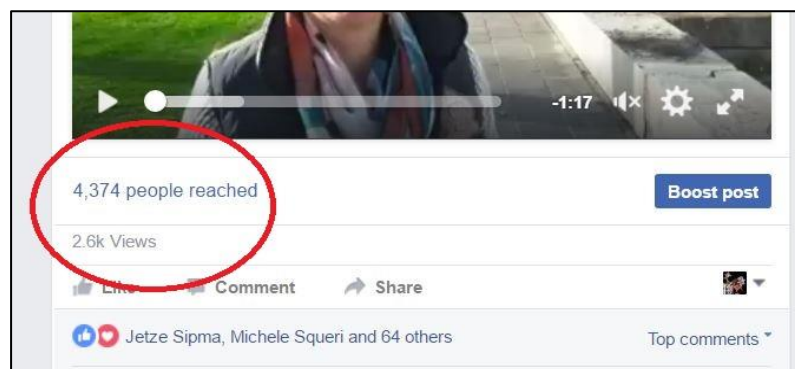 -1:17
4,374 people reached
Boost post
2.6k Views
Like Comment Share
Jetze Sipma, Michele Squeri and 64 others
Top comments